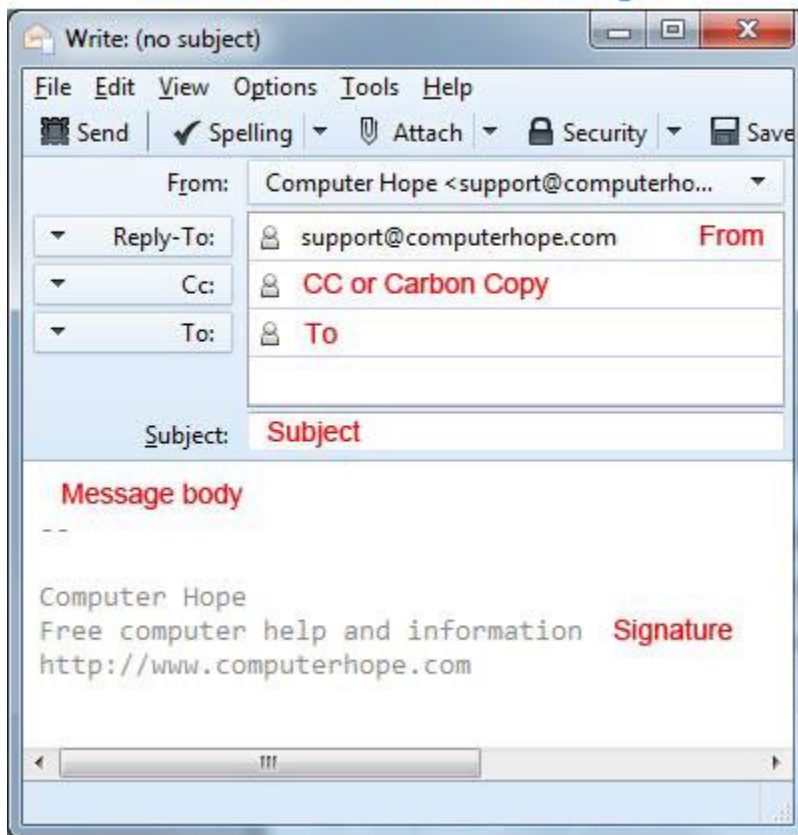 Write: (no subject)
File Edit View Options Tools Help
Send Spelling Attach Security Save
From: Computer Hope <support@computerho...
Reply-To: support@computerhope.com From
Cc: CC or Carbon Copy
To: To
Subject: Subject
Message body
--
Computer Hope
Free computer help and information Signature
http://www.computerhope.com